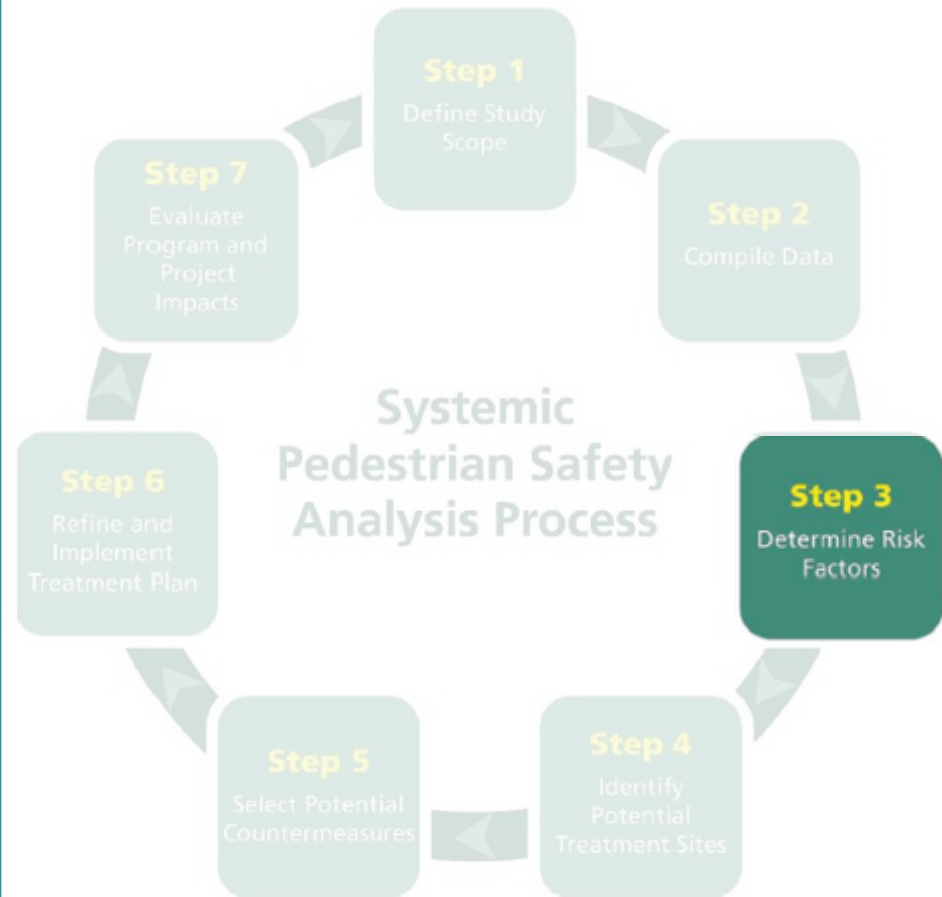 Step 1
Define Study
Scope
Step 2
Compile Data
Step 3
Determine Risk
Factors
Step 4
Identify
Potential
Treatment Sites
Step 5
Select Potential
Countermeasures
Step 6
Refine and
Implement
Treatment Plan
Step 7
Evaluate
Program and
Project
Impacts
Systemic
Pedestrian Safety
Analysis Process